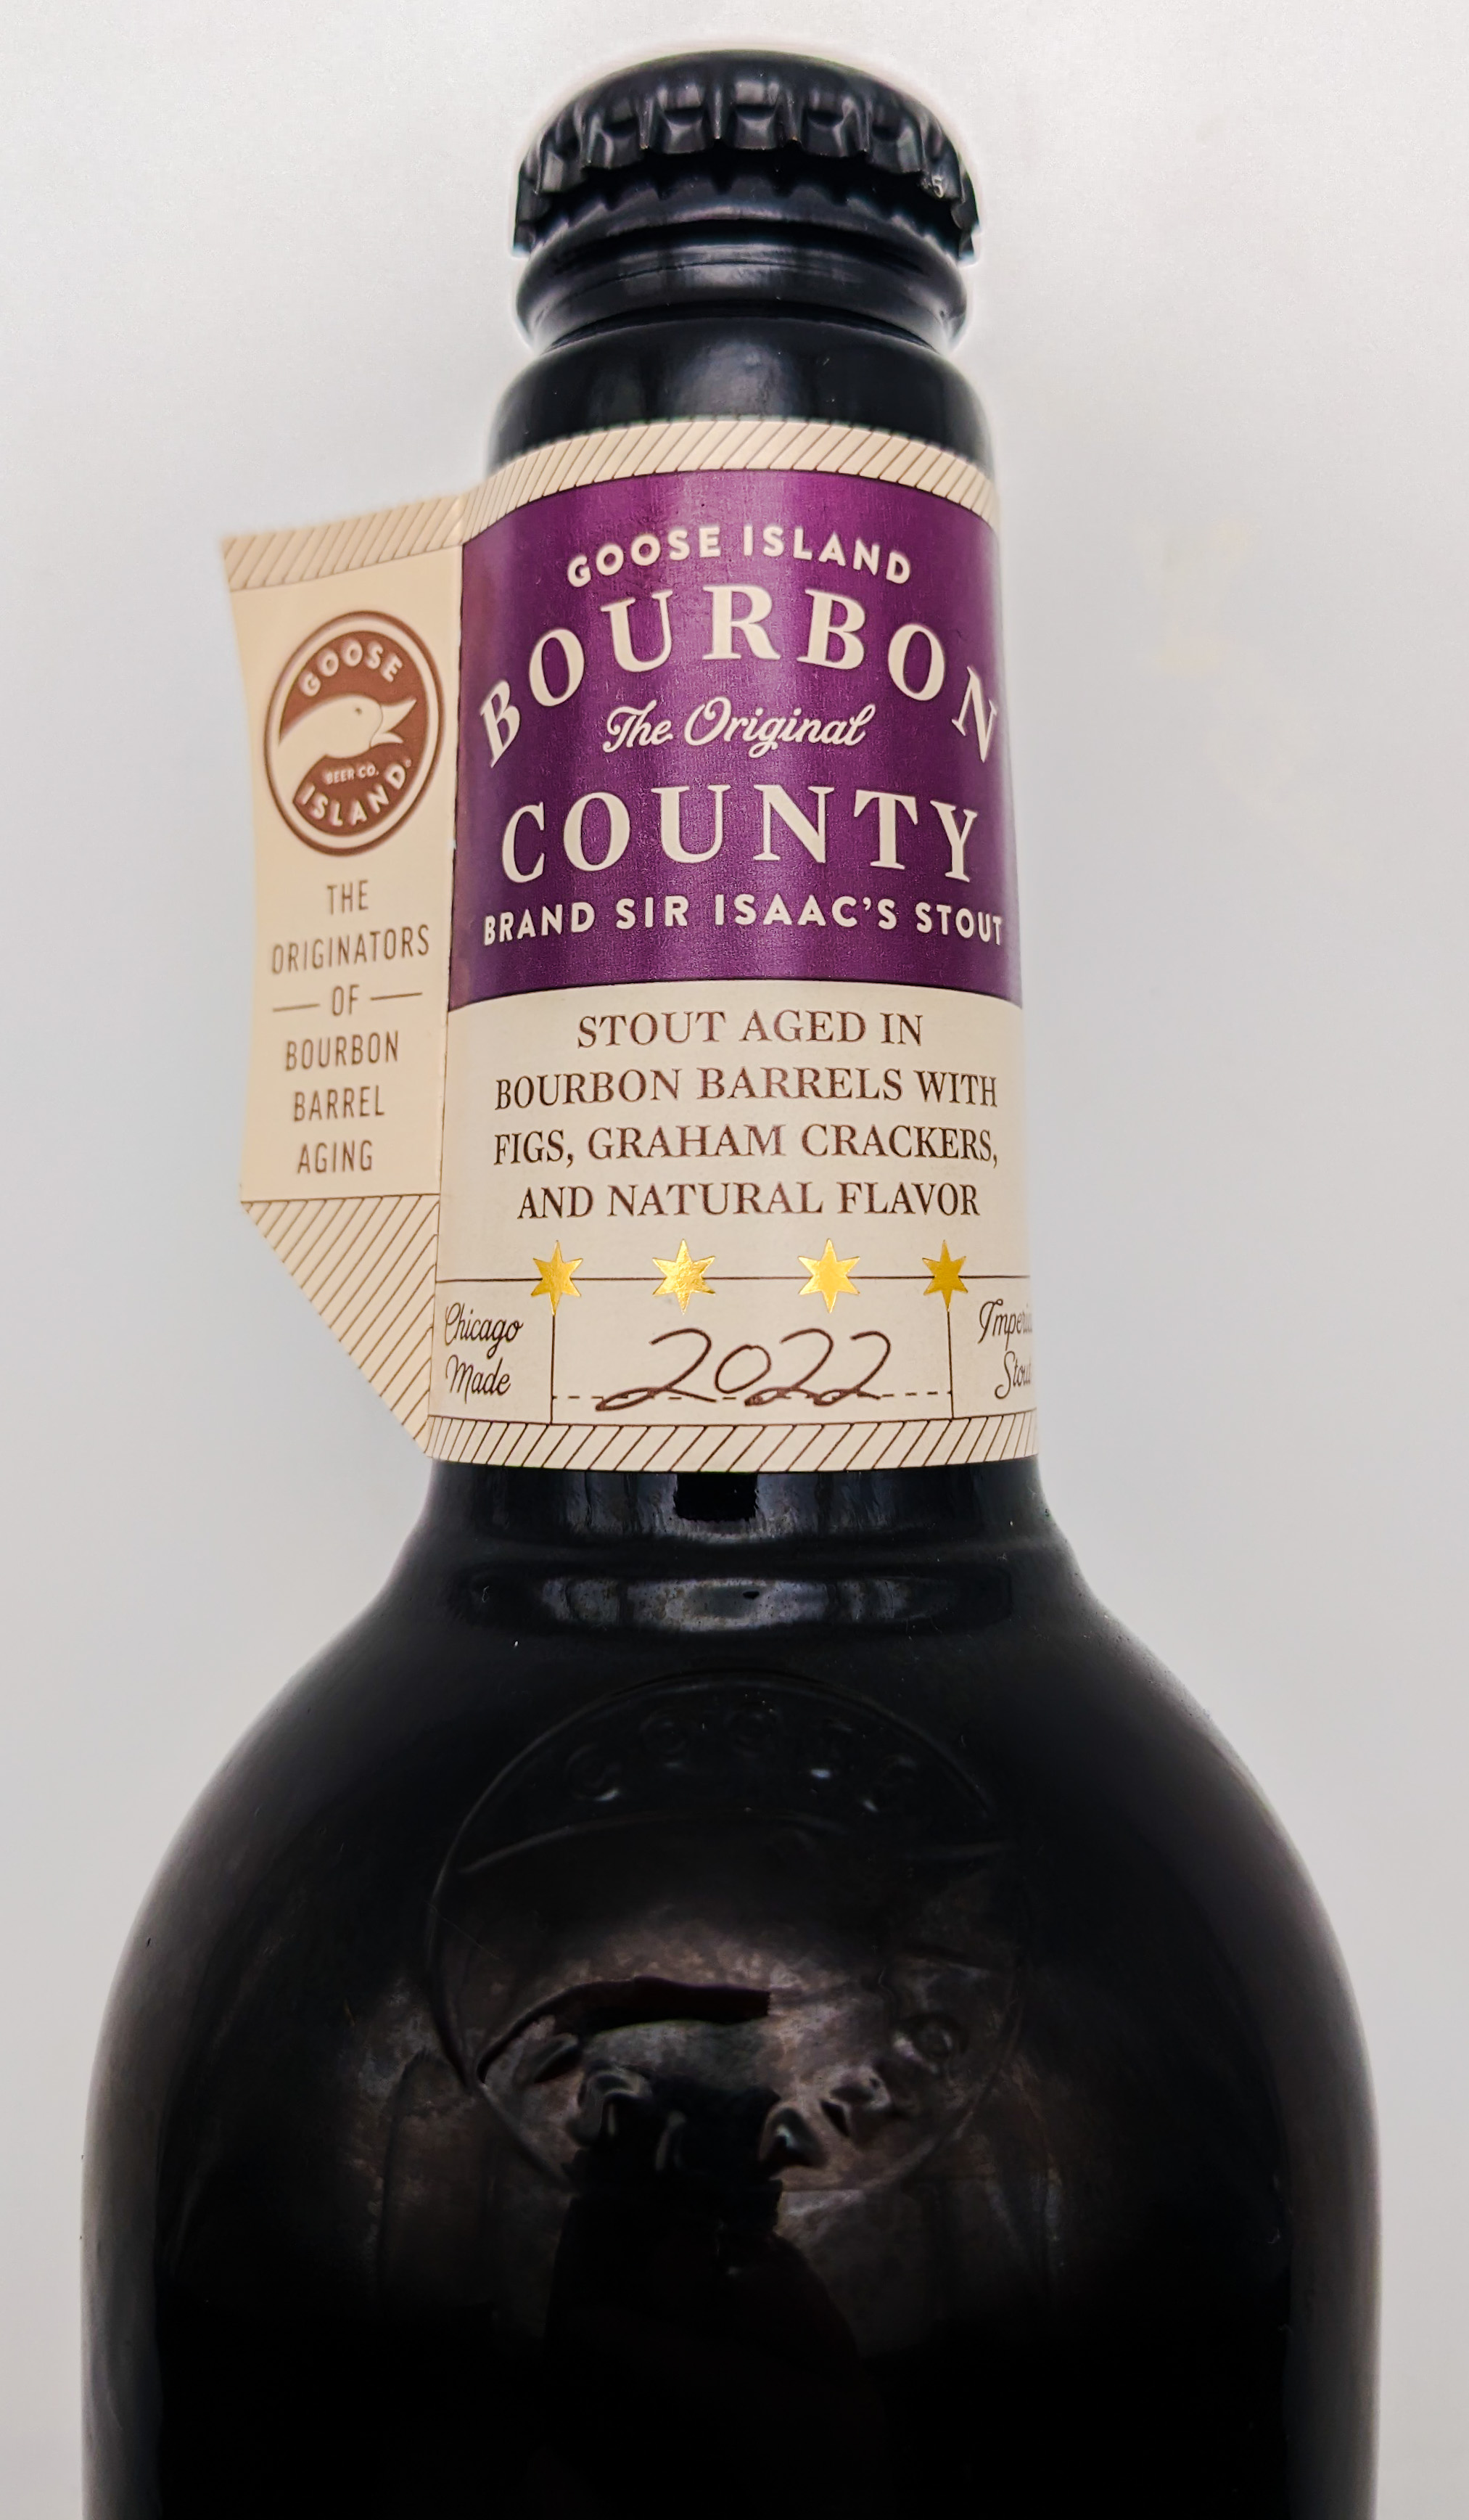 GOOSE ISLAND
BOURBON
The Original
COUNTY
BRAND SIR ISAAC'S STOUT
STOUT AGED IN
BOURBON BARRELS WITH
FIGS, GRAHAM CRACKERS,
AND NATURAL FLAVOR
Chicago
Made
2022
GOOSE
BEER CO.
ISLAND
THE
ORIGINATORS
OF
BOURBON
BARREL
AGING
GOOSE